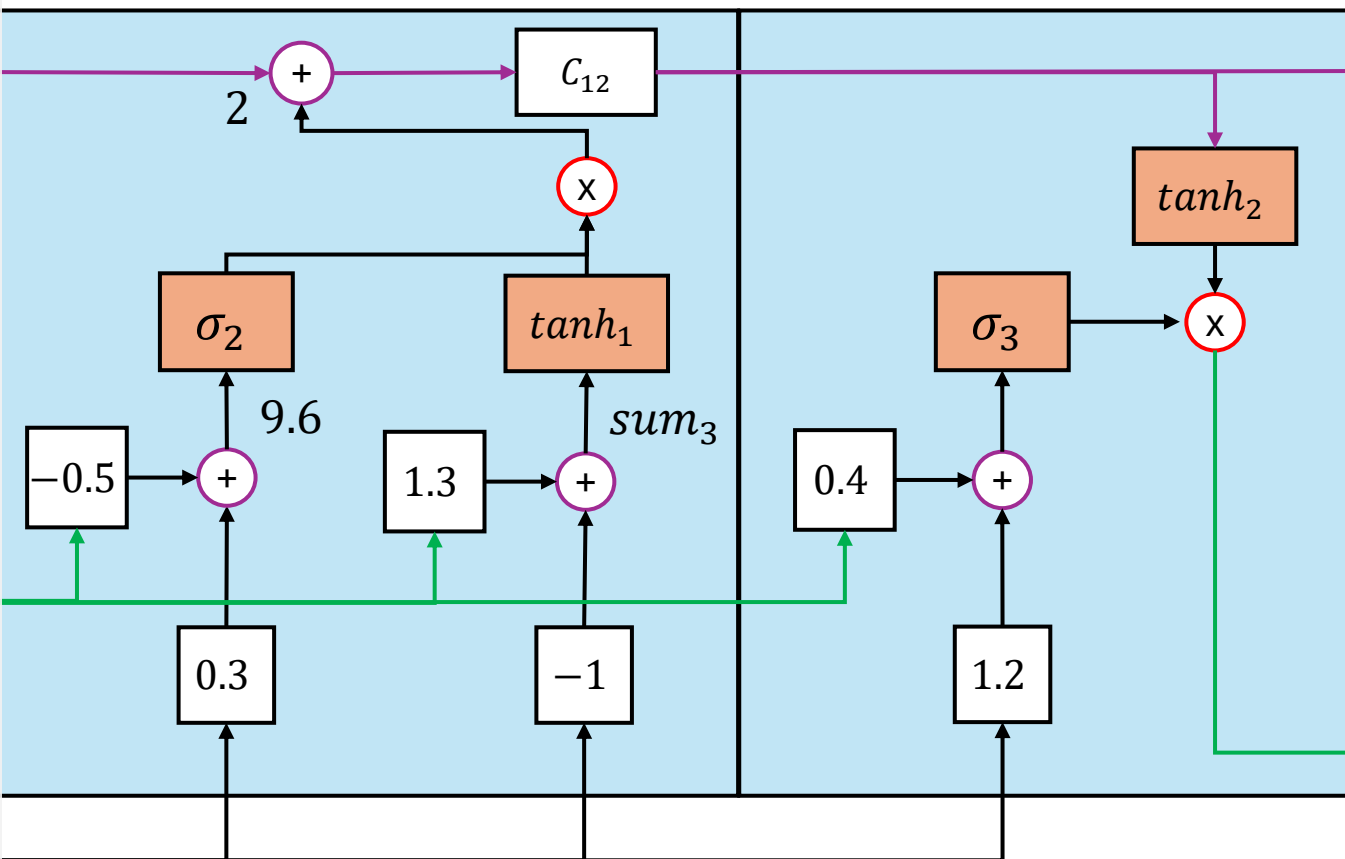 +
C₁₂
2
x
tanh₂
σ₂
tanh₁
σ₃
x
9.6
sum₃
−0.5
+
1.3
+
0.4
+
0.3
−1
1.2